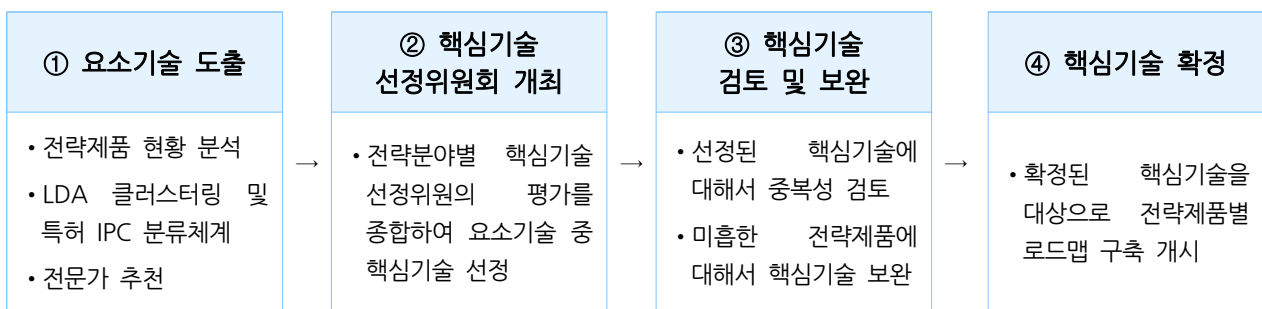 ① 요소기술 도출
• 전략제품 현황 분석
• LDA 클러스터링 및
특허 IPC 분류체계
• 전문가 추천
→
② 핵심기술
선정위원회 개최
• 전략분야별 핵심기술
선정위원의 평가를
종합하여 요소기술 중
핵심기술 선정
→
③ 핵심기술
검토 및 보완
• 선정된 핵심기술에
대해서 중복성 검토
• 미흡한 전략제품에
대해서 핵심기술 보완
→
④ 핵심기술 확정
• 확정된 핵심기술을
대상으로 전략제품별
로드맵 구축 개시